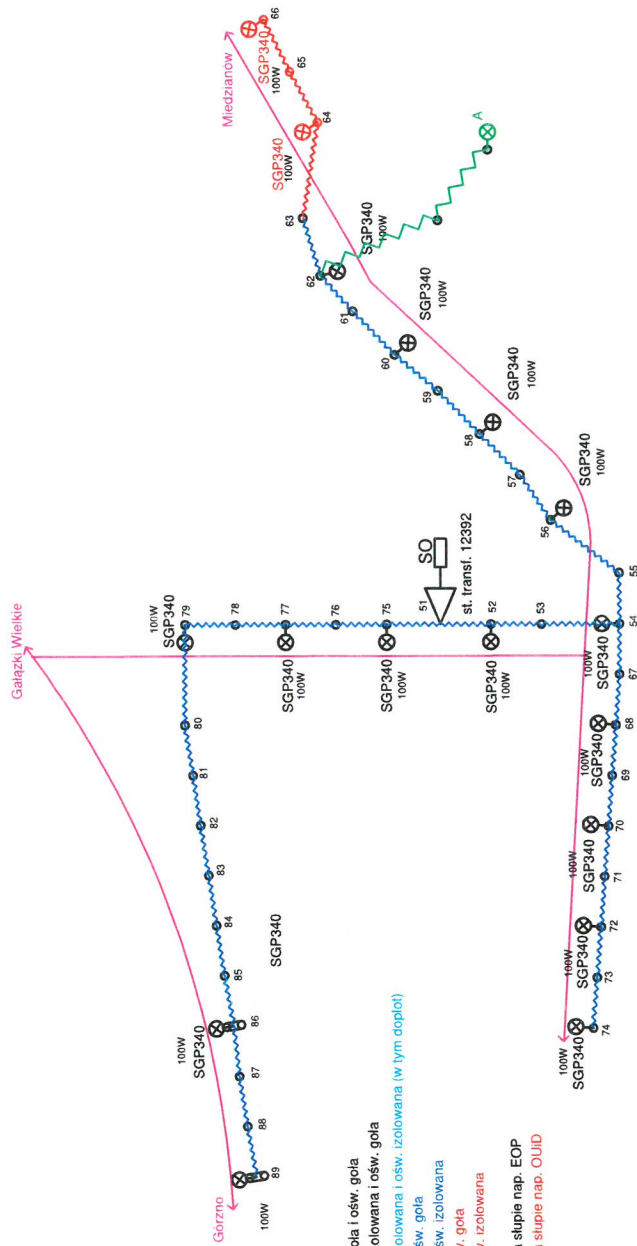 Gałązki Wielkie
Miedzianów
66
SGP340
100W
65
64
SGP340
100W
63
A
62
SGP340
100W
61
SGP340
100W
60
59
SGP340
100W
58
57
SGP340
100W
56
55
SO
st. transf. 12392
100W
SGP340
79
78
77
SGP340
100W
76
75
SGP340
100W
51
52
SGP340
100W
53
54
SGP340
100W
67
68
SGP340
100W
69
70
SGP340
100W
71
72
SGP340
100W
73
74
SGP340
100W
80
81
82
83
84
SGP340
85
86
SGP340
100W
87
88
89
100W
Górzno
oła i ośw. goła
olowana i ośw. goła
olowana i ośw. izolowana (w tym dopłot)
św. goła
św. izolowana
v. goła
v. izolowana
a słupie nap. EOP
a słupie nap. OUiD